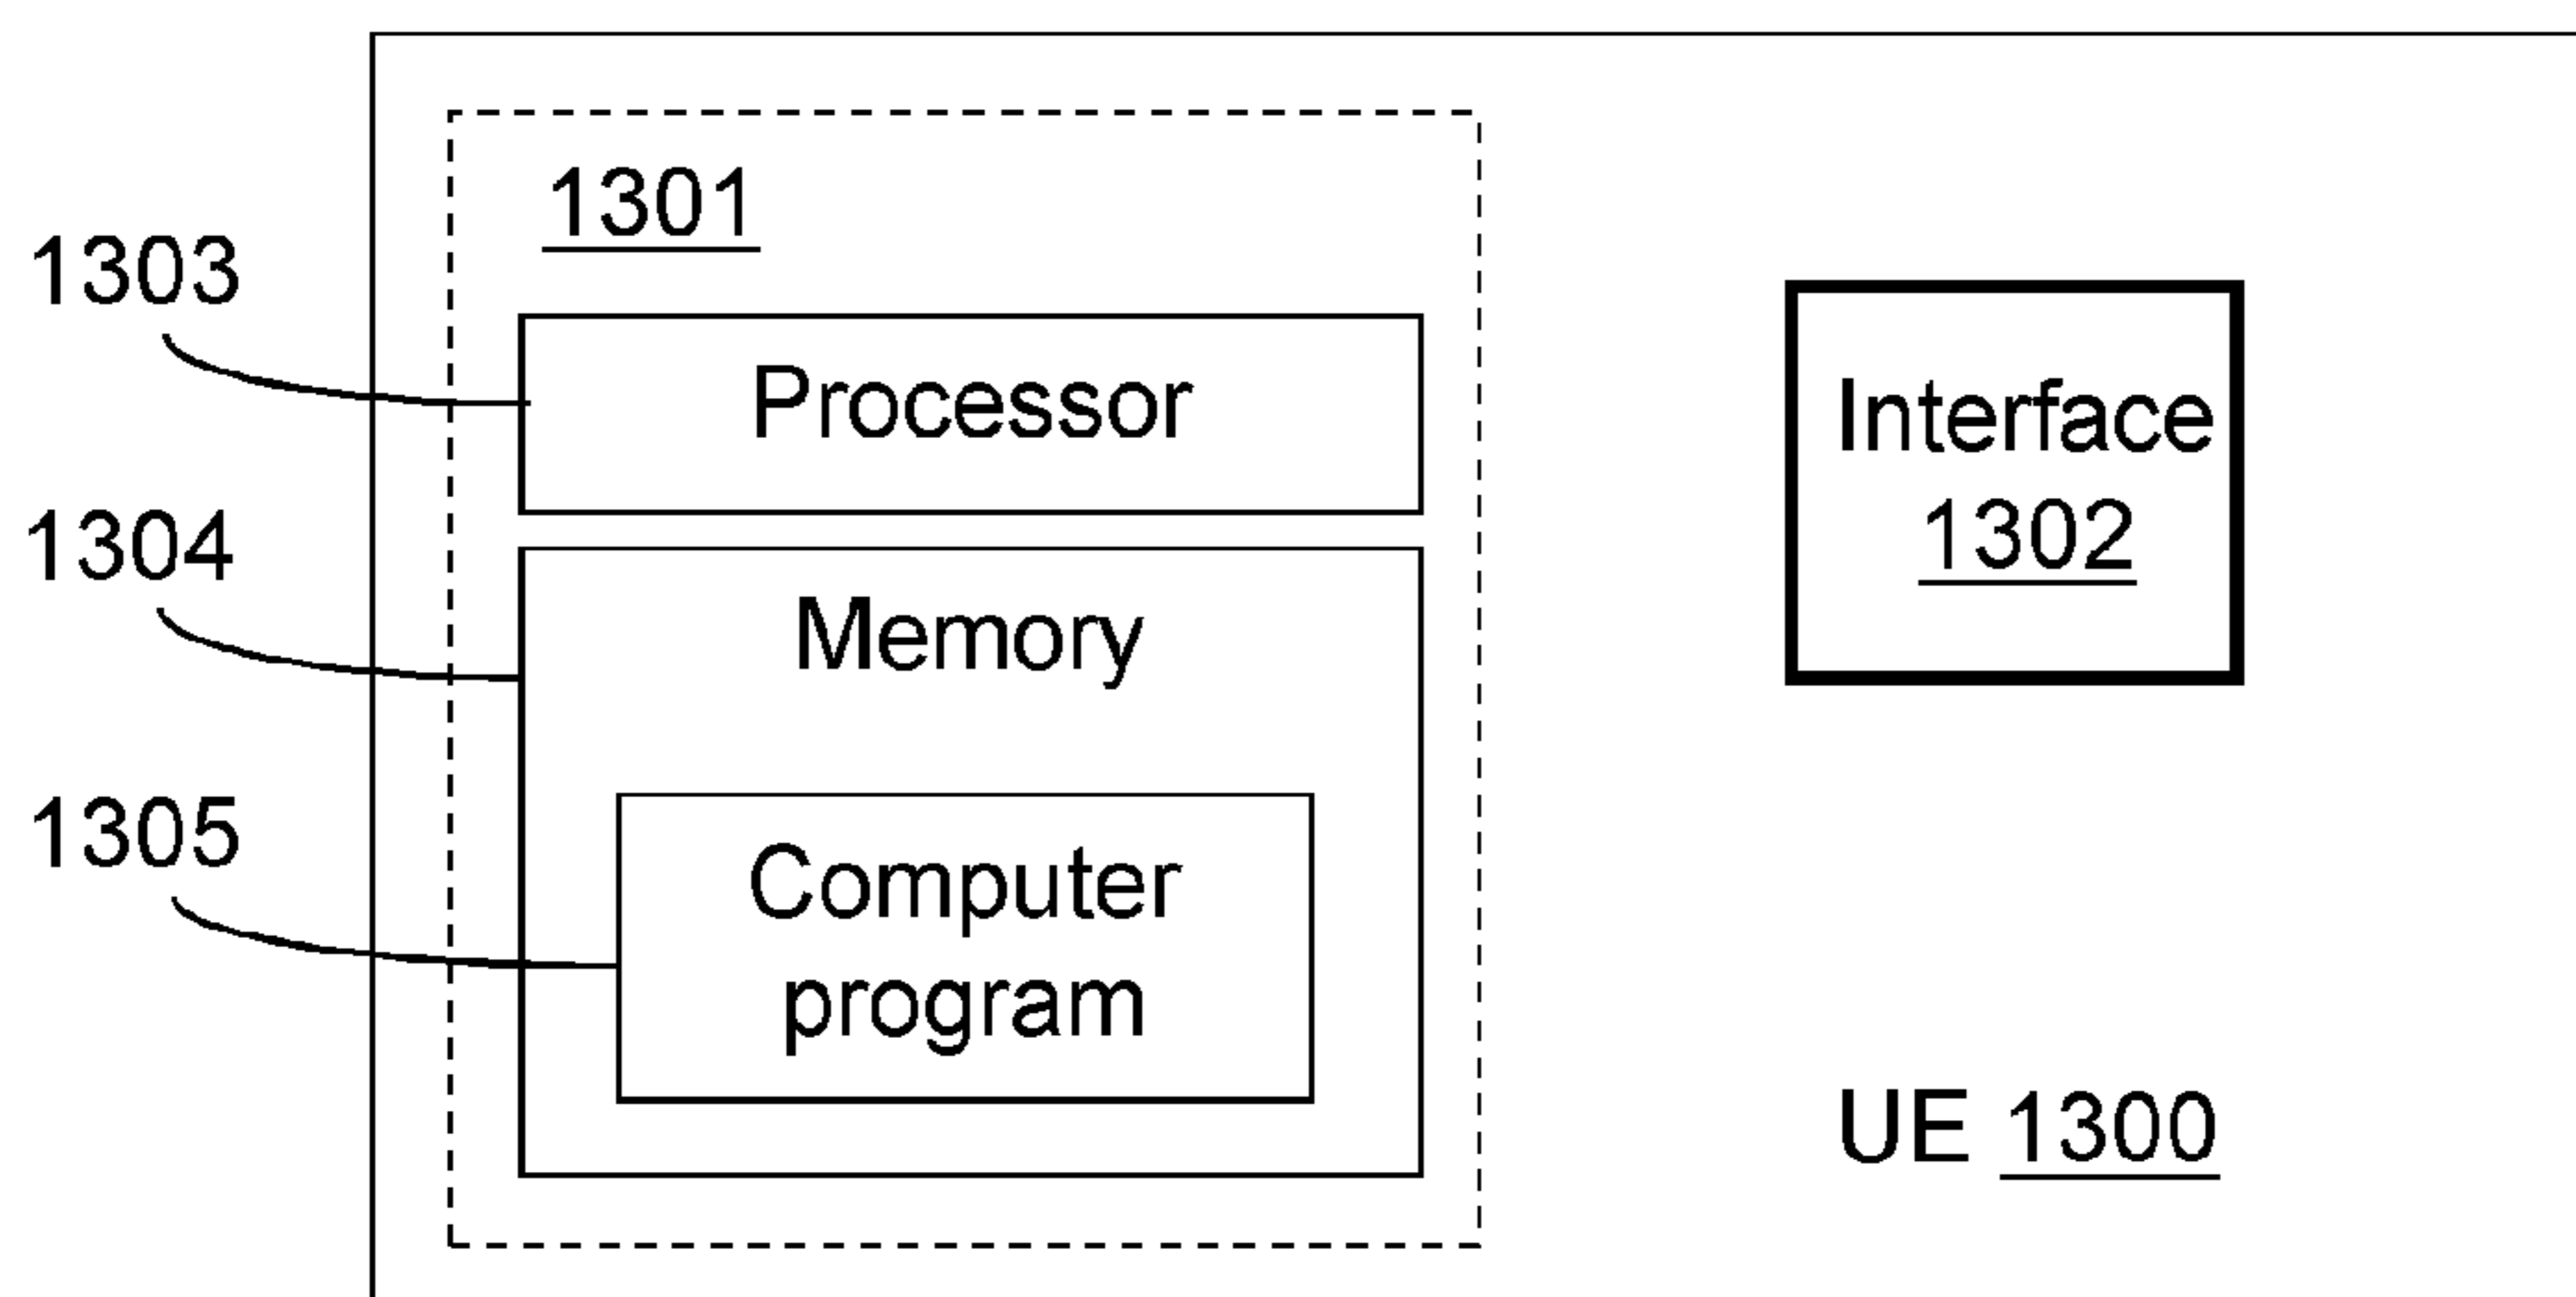 1301
1303
Processor
Interface
1302
1304
Memory
1305
Computer
program
UE 1300